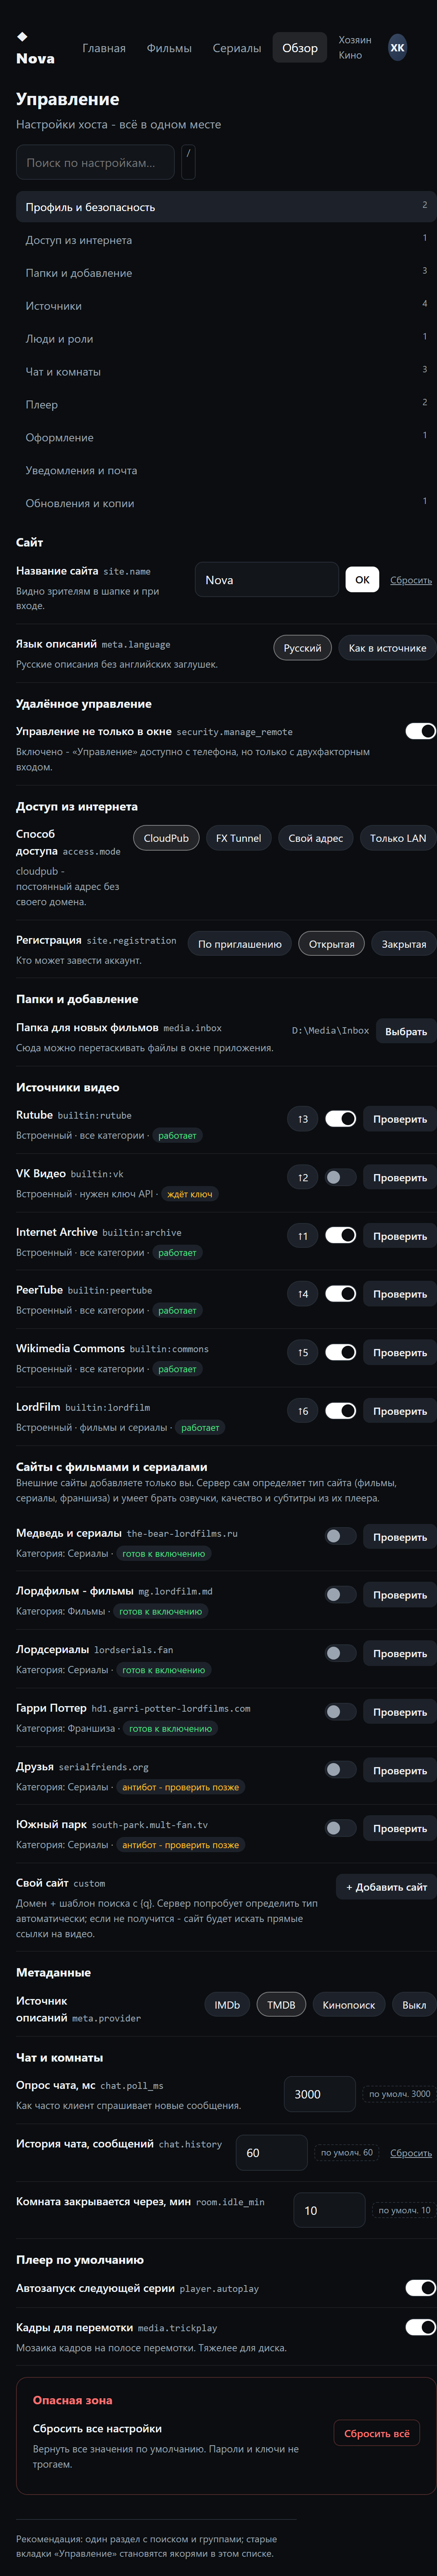 Nova
Главная
Фильмы
Сериалы
Обзор
Хозяин
Кино
ХК
Управление
Настройки хоста - всё в одном месте
Поиск по настройкам...
/
Профиль и безопасность 2
Доступ из интернета 1
Папки и добавление 3
Источники 4
Люди и роли 1
Чат и комнаты 3
Плеер 2
Оформление 1
Уведомления и почта
Обновления и копии 1
Сайт
Название сайта site.name
Видно зрителям в шапке и при
входе.
Nova
ОК
Сбросить
Язык описаний meta.language
Русские описания без английских заглушек.
Русский
Как в источнике
Удалённое управление
Управление не только в окне security.manage_remote
Включено - «Управление» доступно с телефона, но только с двухфакторным
входом.
Доступ из интернета
Способ
доступа access.mode
cloudpub -
постоянный адрес без
своего домена.
CloudPub
FX Tunnel
Свой адрес
Только LAN
Регистрация site.registration
Кто может завести аккаунт.
По приглашению
Открытая
Закрытая
Папки и добавление
Папка для новых фильмов media.inbox
Сюда можно перетаскивать файлы в окне приложения.
D:\Media\Inbox
Выбрать
Источники видео
Rutube builtin:rutube
Встроенный · все категории · работает
↑3
Проверить
VK Видео builtin:vk
Встроенный · нужен ключ API · ждёт ключ
↑2
Проверить
Internet Archive builtin:archive
Встроенный · все категории · работает
↑1
Проверить
PeerTube builtin:peertube
Встроенный · все категории · работает
↑4
Проверить
Wikimedia Commons builtin:commons
Встроенный · все категории · работает
↑5
Проверить
LordFilm builtin:lordfilm
Встроенный · фильмы и сериалы · работает
↑6
Проверить
Сайты с фильмами и сериалами
Внешние сайты добавляете только вы. Сервер сам определяет тип сайта (фильмы,
сериалы, франшиза) и умеет брать озвучки, качество и субтитры из их плеера.
Медведь и сериалы the-bear-lordfilms.ru
Категория: Сериалы · готов к включению
Проверить
Лордфильм - фильмы mg.lordfilm.md
Категория: Фильмы · готов к включению
Проверить
Лордсериалы lordserials.fan
Категория: Сериалы · готов к включению
Проверить
Гарри Поттер hd1.garri-potter-lordfilms.com
Категория: Франшиза · готов к включению
Проверить
Друзья serialfriends.org
Категория: Сериалы · антибот - проверить позже
Проверить
Южный парк south-park.mult-fan.tv
Категория: Сериалы · антибот - проверить позже
Проверить
Свой сайт custom
Домен + шаблон поиска с {q}. Сервер попробует определить тип
автоматически; если не получится - сайт будет искать прямые
ссылки на видео.
+ Добавить сайт
Метаданные
Источник
описаний meta.provider
IMDb
TMDB
Кинопоиск
Выкл
Чат и комнаты
Опрос чата, мс chat.poll_ms
Как часто клиент спрашивает новые сообщения.
3000
по умолч. 3000
История чата, сообщений chat.history
60
по умолч. 60
Сбросить
Комната закрывается через, мин room.idle_min
10
по умолч. 10
Плеер по умолчанию
Автозапуск следующей серии player.autoplay
Кадры для перемотки media.trickplay
Мозаика кадров на полосе перемотки. Тяжелее для диска.
Опасная зона
Сбросить все настройки
Вернуть все значения по умолчанию. Пароли и ключи не
трогаем.
Сбросить всё
Рекомендация: один раздел с поиском и группами; старые
вкладки «Управление» становятся якорями в этом списке.